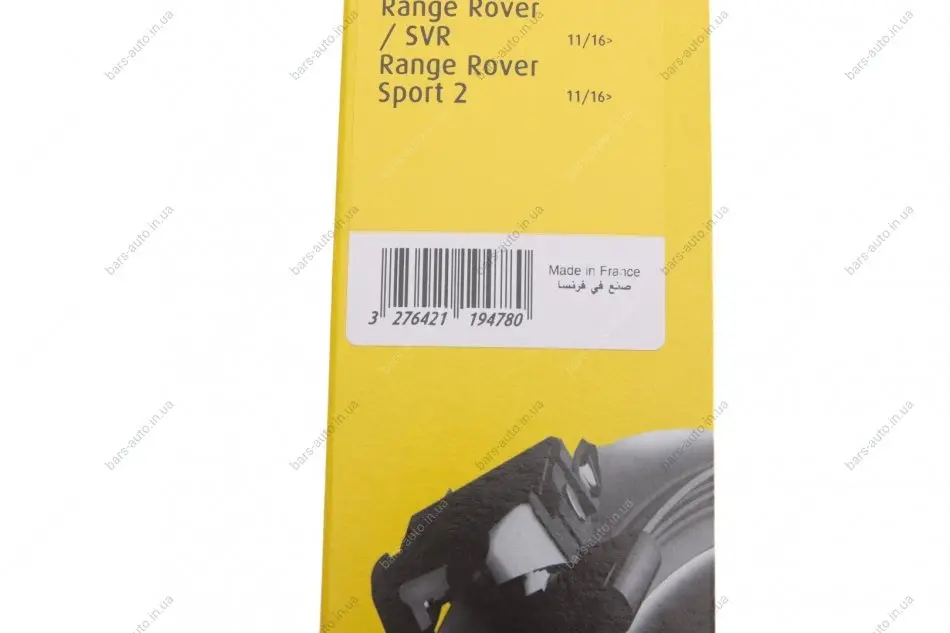 Range Rover
/ SVR 11/16>
Range Rover
Sport 2 11/16>
Made in France
صنع في فرنسا
3 276421 194780
bars-auto.in.ua